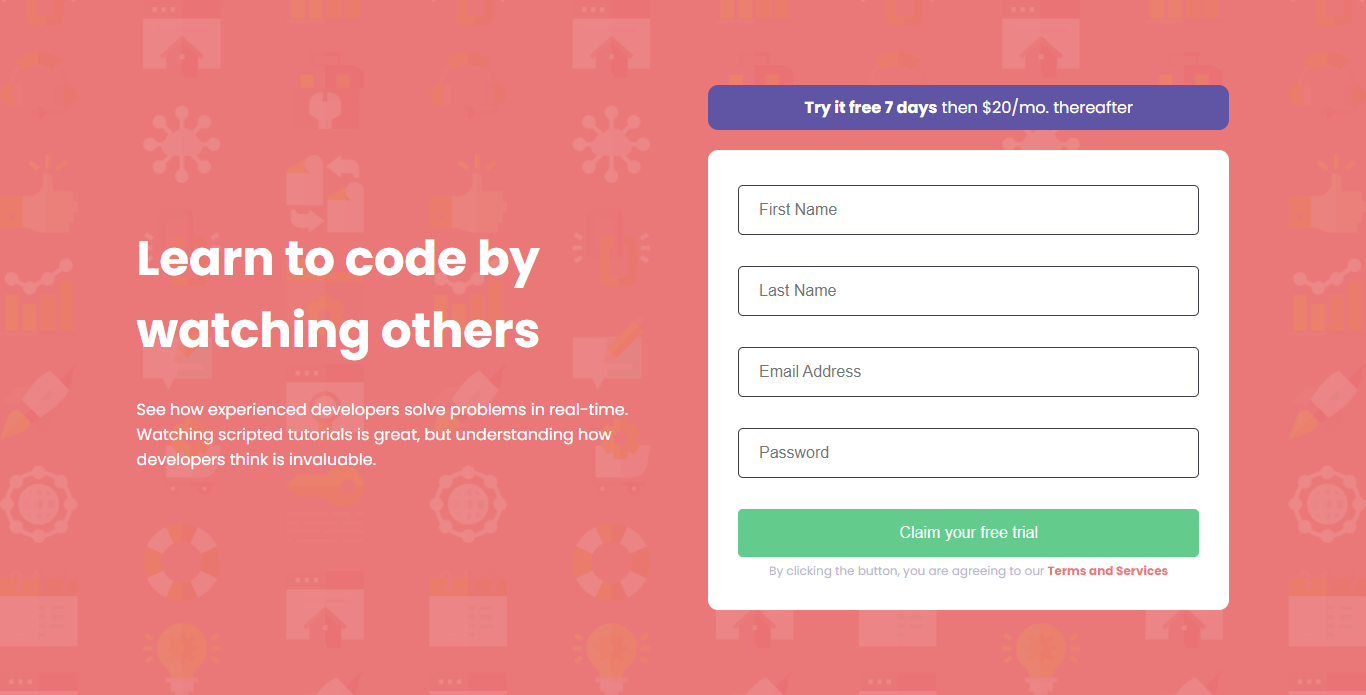 Learn to code by
watching others
See how experienced developers solve problems in real-time.
Watching scripted tutorials is great, but understanding how
developers think is invaluable.
Try it free 7 days then $20/mo. thereafter
First Name
Last Name
Email Address
Password
Claim your free trial
By clicking the button, you are agreeing to our Terms and Services